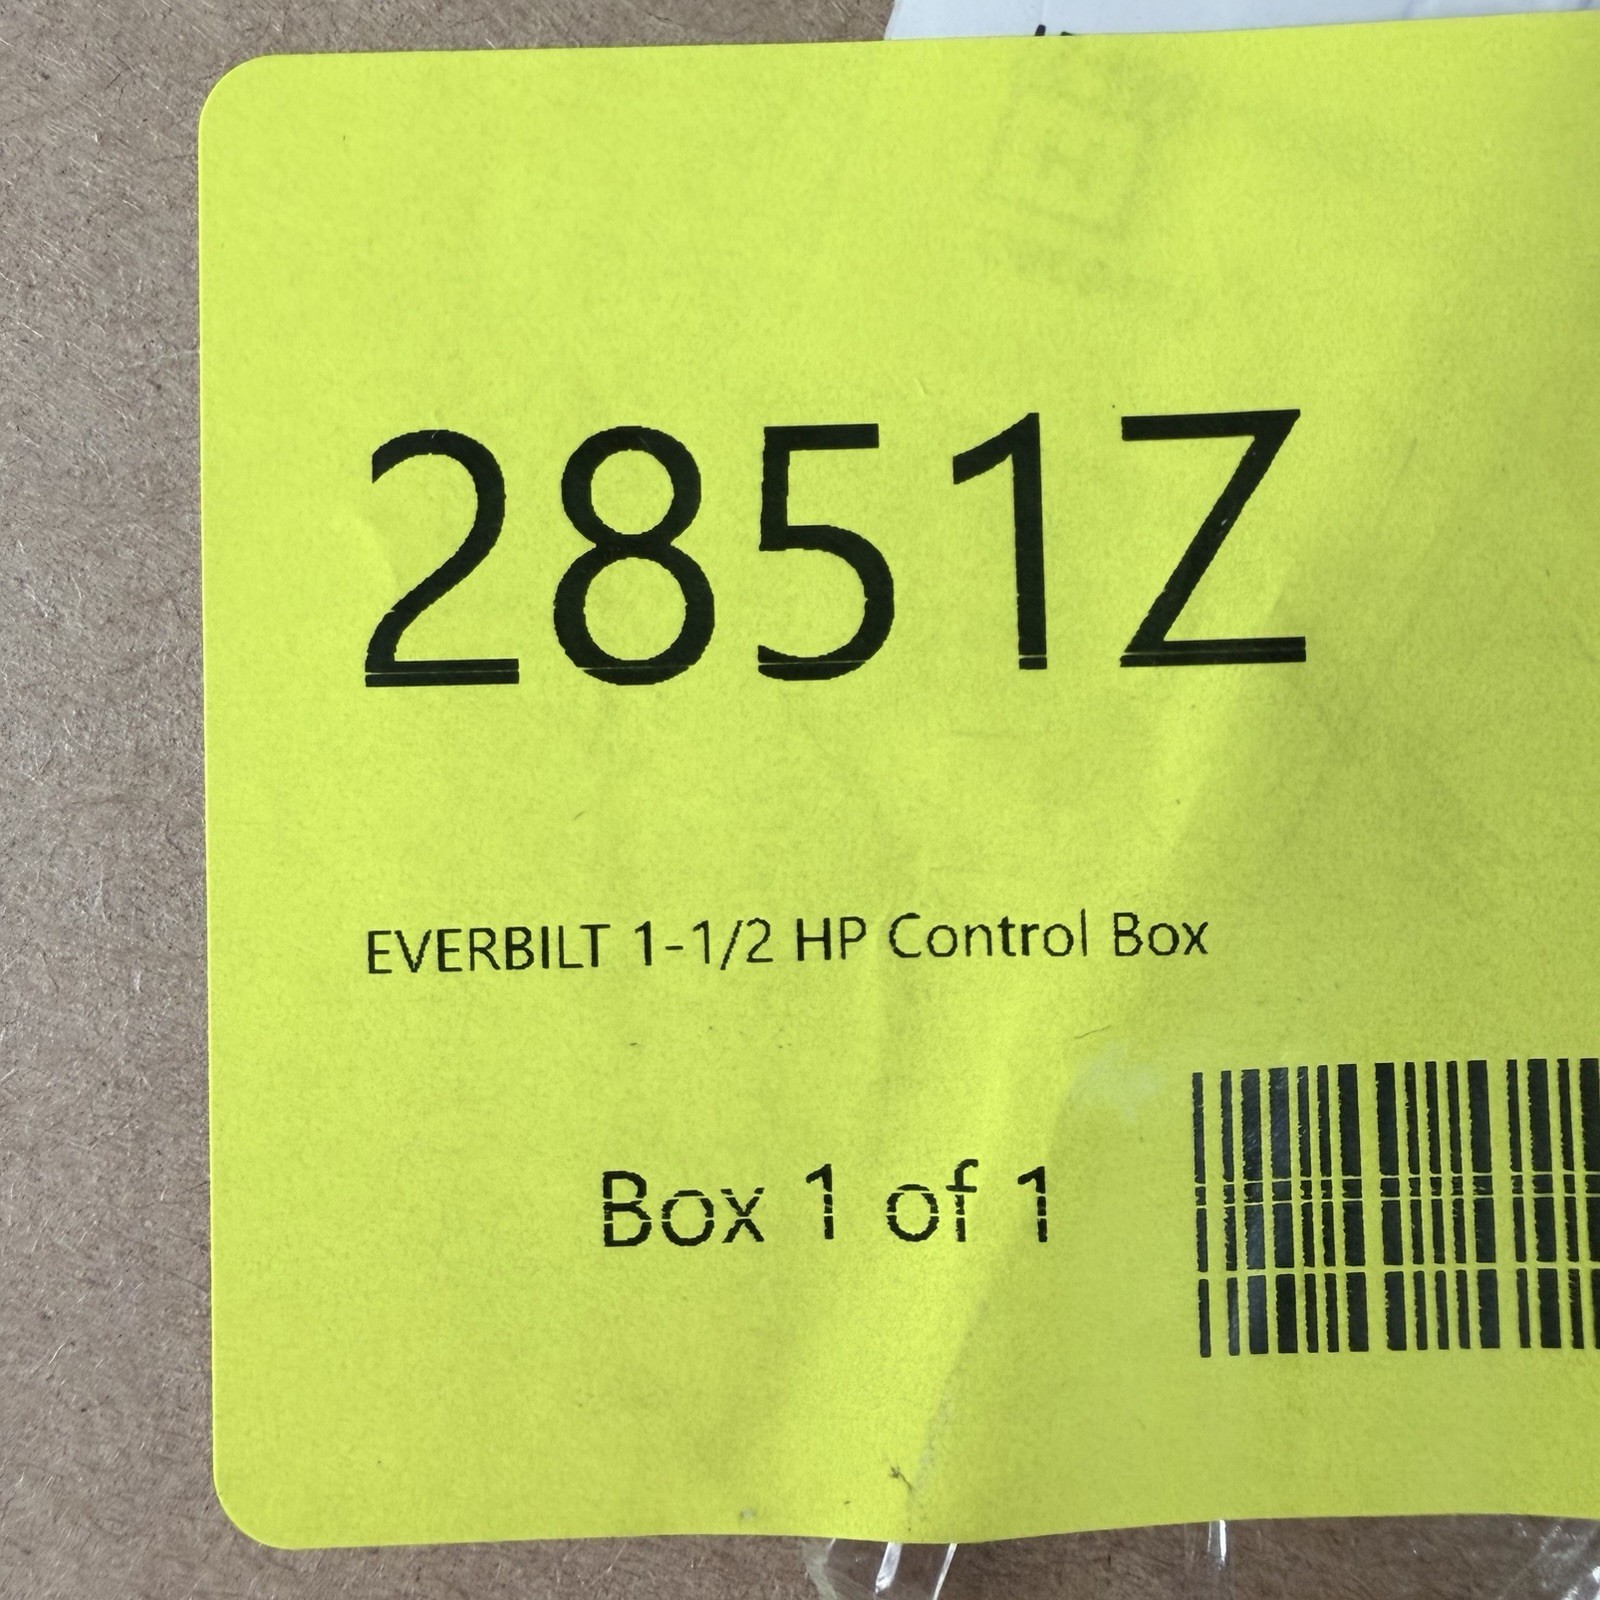 2851Z
EVERBILT 1-1/2 HP Control Box
Box 1 of 1